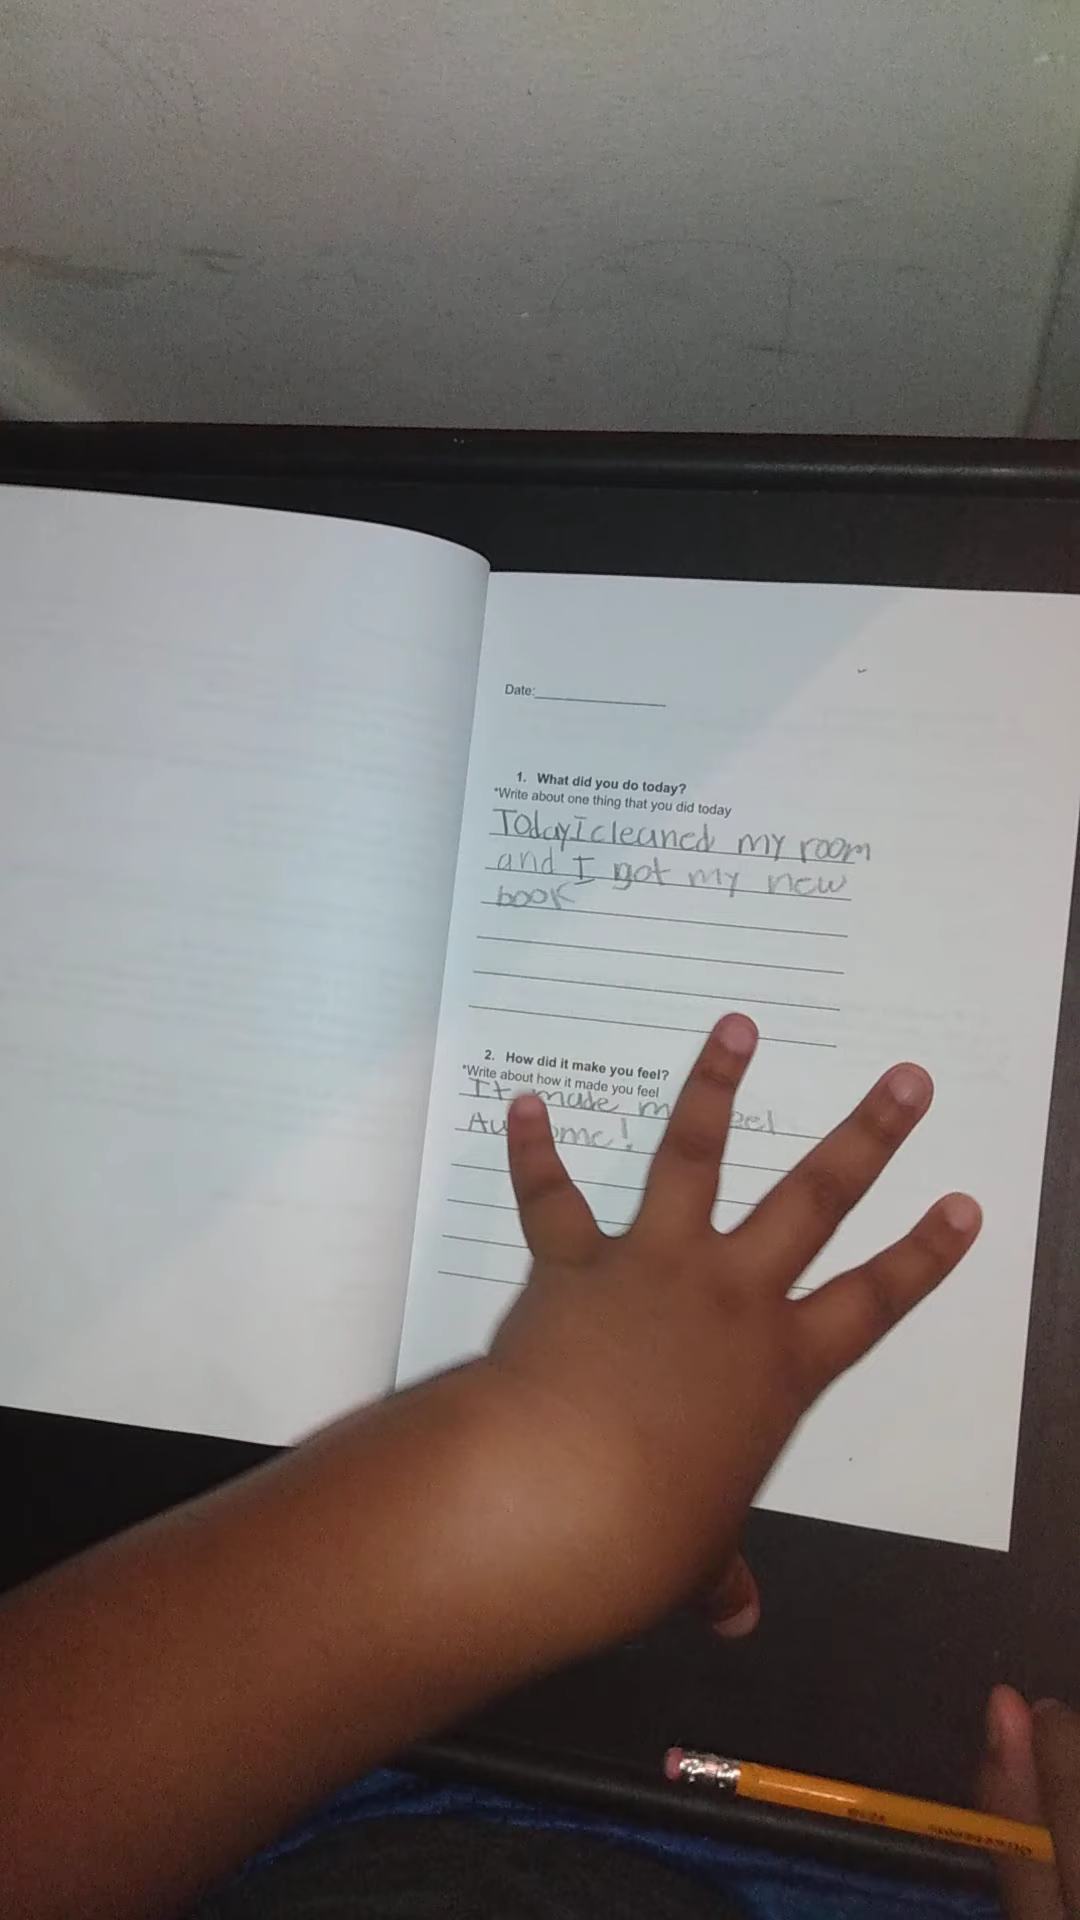 Date:
1. What did you do today?
*Write about one thing that you did today
Today I cleaned my room
and I got my new
book
2. How did it make you feel?
*Write about how it made you feel
It made